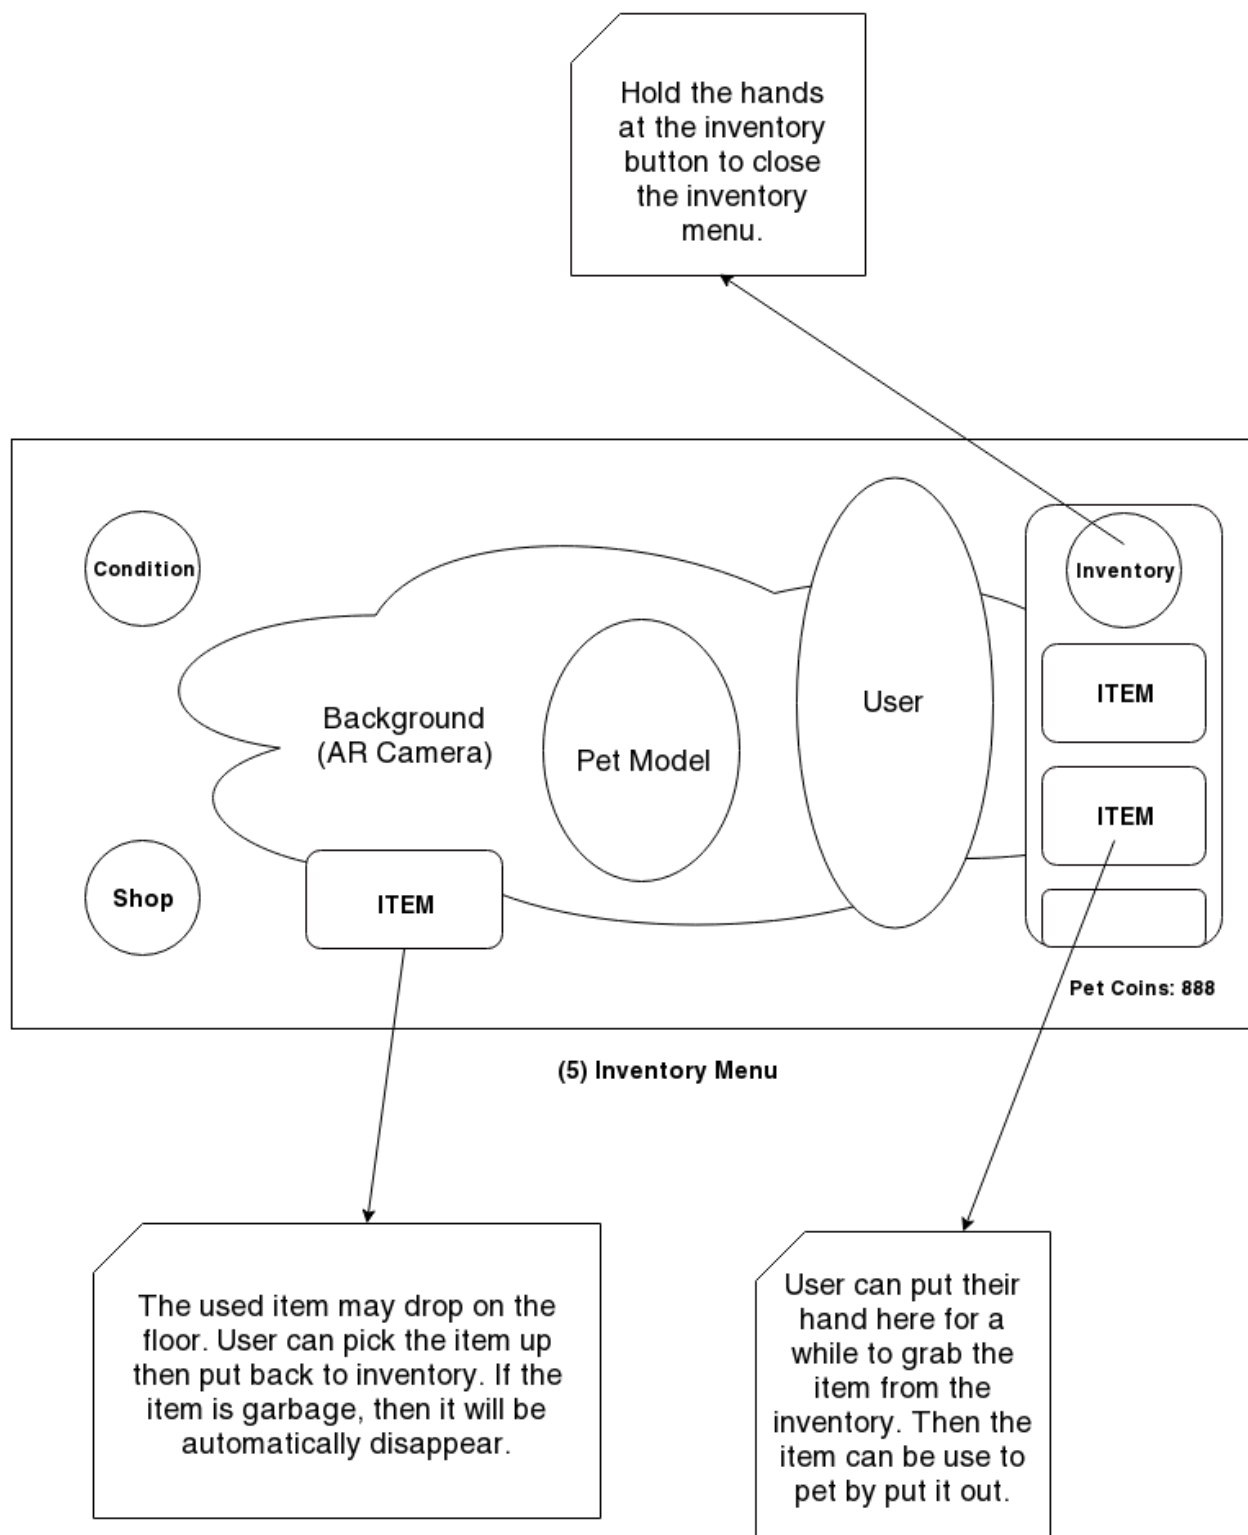 Hold the hands
at the inventory
button to close
the inventory
menu.
Condition
Inventory
ITEM
User
Background
(AR Camera)
Pet Model
ITEM
Shop
ITEM
Pet Coins: 888
(5) Inventory Menu
The used item may drop on the
floor. User can pick the item up
then put back to inventory. If the
item is garbage, then it will be
automatically disappear.
User can put their
hand here for a
while to grab the
item from the
inventory. Then the
item can be use to
pet by put it out.